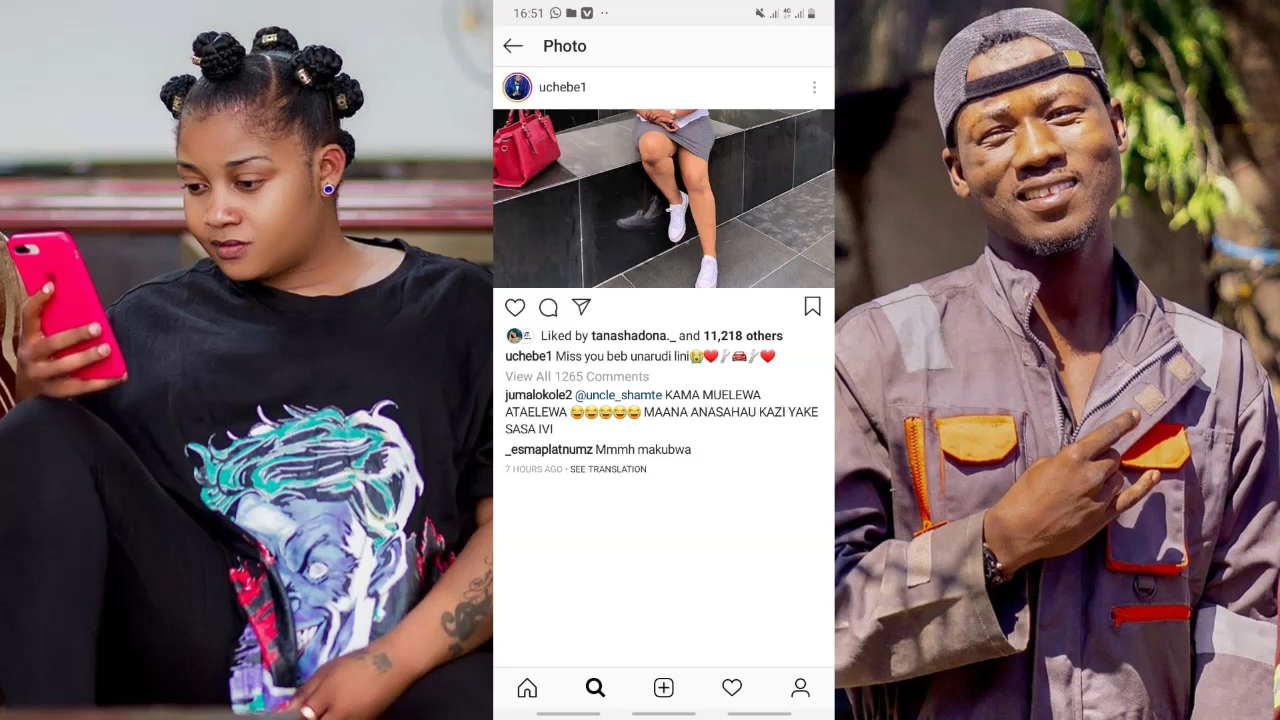 16:51
Photo
uchebe1
Liked by tanashadona._ and 11,218 others
uchebe1 Miss you beb unarudi lini😭❤️🔧🚘🔧❤️
View All 1265 Comments
jumalokole2 @uncle_shamte KAMA MUELEWA
ATAELEWA 😂😂😂😂😂 MAANA ANASAHAU KAZI YAKE
SASA IVI
_esmaplatnumz Mmmh makubwa
7 HOURS AGO • SEE TRANSLATION